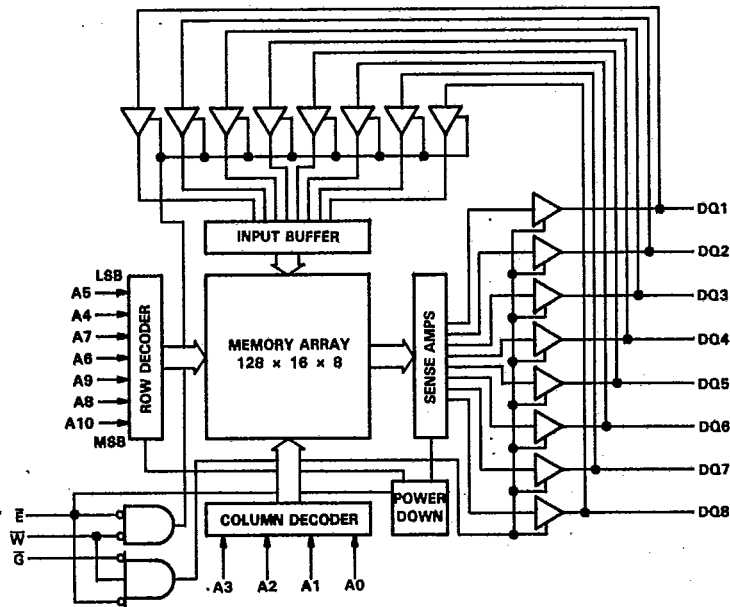 DQ1
DQ2
DQ3
DQ4
DQ5
DQ6
DQ7
DQ8
INPUT BUFFER
LSB
A5
A4
A7
A6
A9
A8
A10
MSB
ROW DECODER
MEMORY ARRAY
128 × 16 × 8
SENSE AMPS
POWER
DOWN
COLUMN DECODER
A3
A2
A1
A0
E̅
W̅
G̅